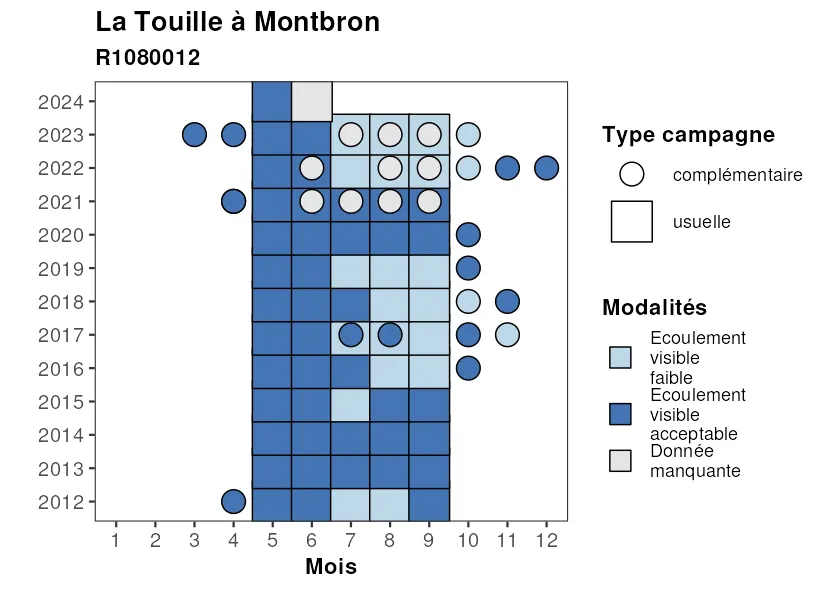 La Touille à Montbron
R1080012
2024
2023
2022
2021
2020
2019
2018
2017
2016
2015
2014
2013
2012
1 2 3 4 5 6 7 8 9 10 11 12
Mois
Type campagne
complémentaire
usuelle
Modalités
Ecoulement
visible
faible
Ecoulement
visible
acceptable
Donnée
manquante